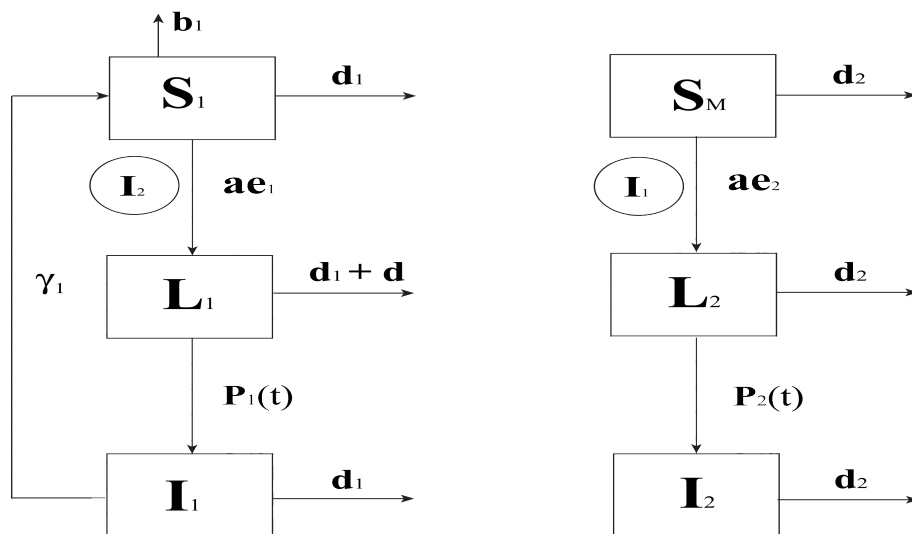 b₁
S₁
d₁
S_M
d₂
I₂
ae₁
I₁
ae₂
γ₁
L₁
d₁ + d
L₂
d₂
P₁(t)
P₂(t)
I₁
d₁
I₂
d₂